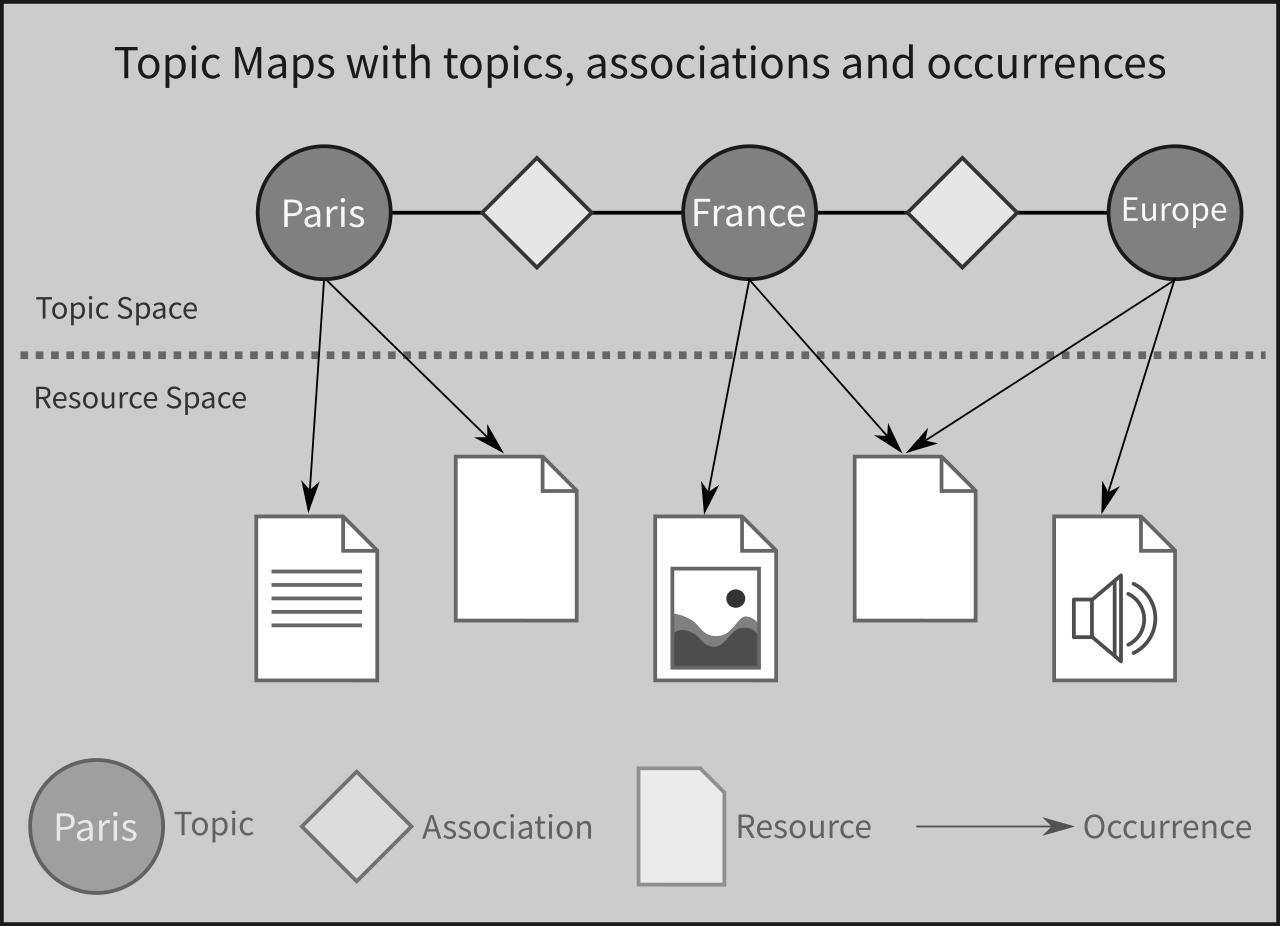 Topic Maps with topics, associations and occurrences
Paris
France
Europe
Topic Space
Resource Space
Paris
Topic
Association
Resource
Occurrence